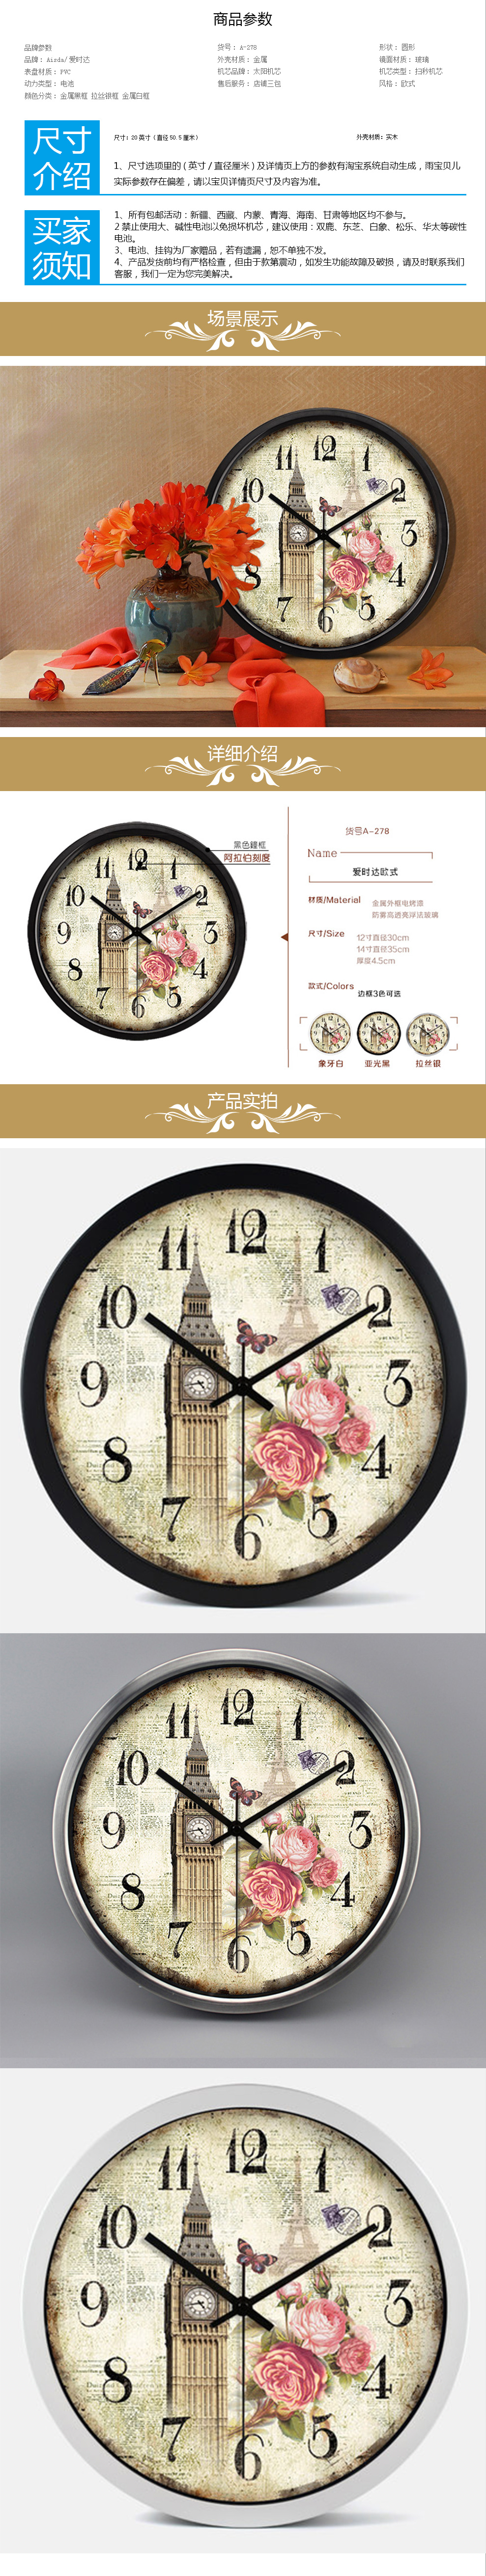 商品参数
品牌参数
货号： A-278
形状： 圆形
品牌： Airda/ 爱时达
外壳材质： 金属
镜面材质： 玻璃
表盘材质： PVC
机芯品牌： 太阳机芯
机芯类型： 扫秒机芯
动力类型： 电池
售后服务： 店铺三包
风格： 欧式
颜色分类： 金属黑框 拉丝银框 金属白框
尺寸
介绍
尺寸：20 英寸（直径 50.5 厘米）
外壳材质：实木
1、尺寸选项里的 ( 英寸 / 直径厘米 ) 及详情页上方的参数有淘宝系统自动生成，雨宝贝儿
实际参数存在偏差，请以宝贝详情页尺寸及内容为准。
买家
须知
1、所有包邮活动：新疆、西藏、内蒙、青海、海南、甘肃等地区均不参与。
2 禁止使用大、碱性电池以免损坏机芯，建议使用：双鹿、东芝、白象、松乐、华太等碳性
电池。
3、电池、挂钩为厂家赠品，若有遗漏，恕不单独不发。
4、产品发货前均有严格检查，但由于款第震动，如发生功能故障及破损，请及时联系我们
客服，我们一定为您完美解决。
场景展示
12
1
2
3
5
6
7
8
10
11
详细介绍
黑色鐘框
阿拉伯刻度
12
1
2
3
4
5
6
7
8
9
10
11
货号A-278
Name
爱时达欧式
材质/Material
金属外框电烤漆
防雾高透亮浮法玻璃
尺寸/Size
12寸直径30cm
14寸直径35cm
厚度4.5cm
款式/Colors
边框3色可选
象牙白
亚光黑
拉丝银
产品实拍
12
1
2
3
4
5
6
7
8
9
10
11
12
1
2
3
4
5
6
7
8
9
10
11
12
1
2
3
4
5
6
7
8
9
10
11